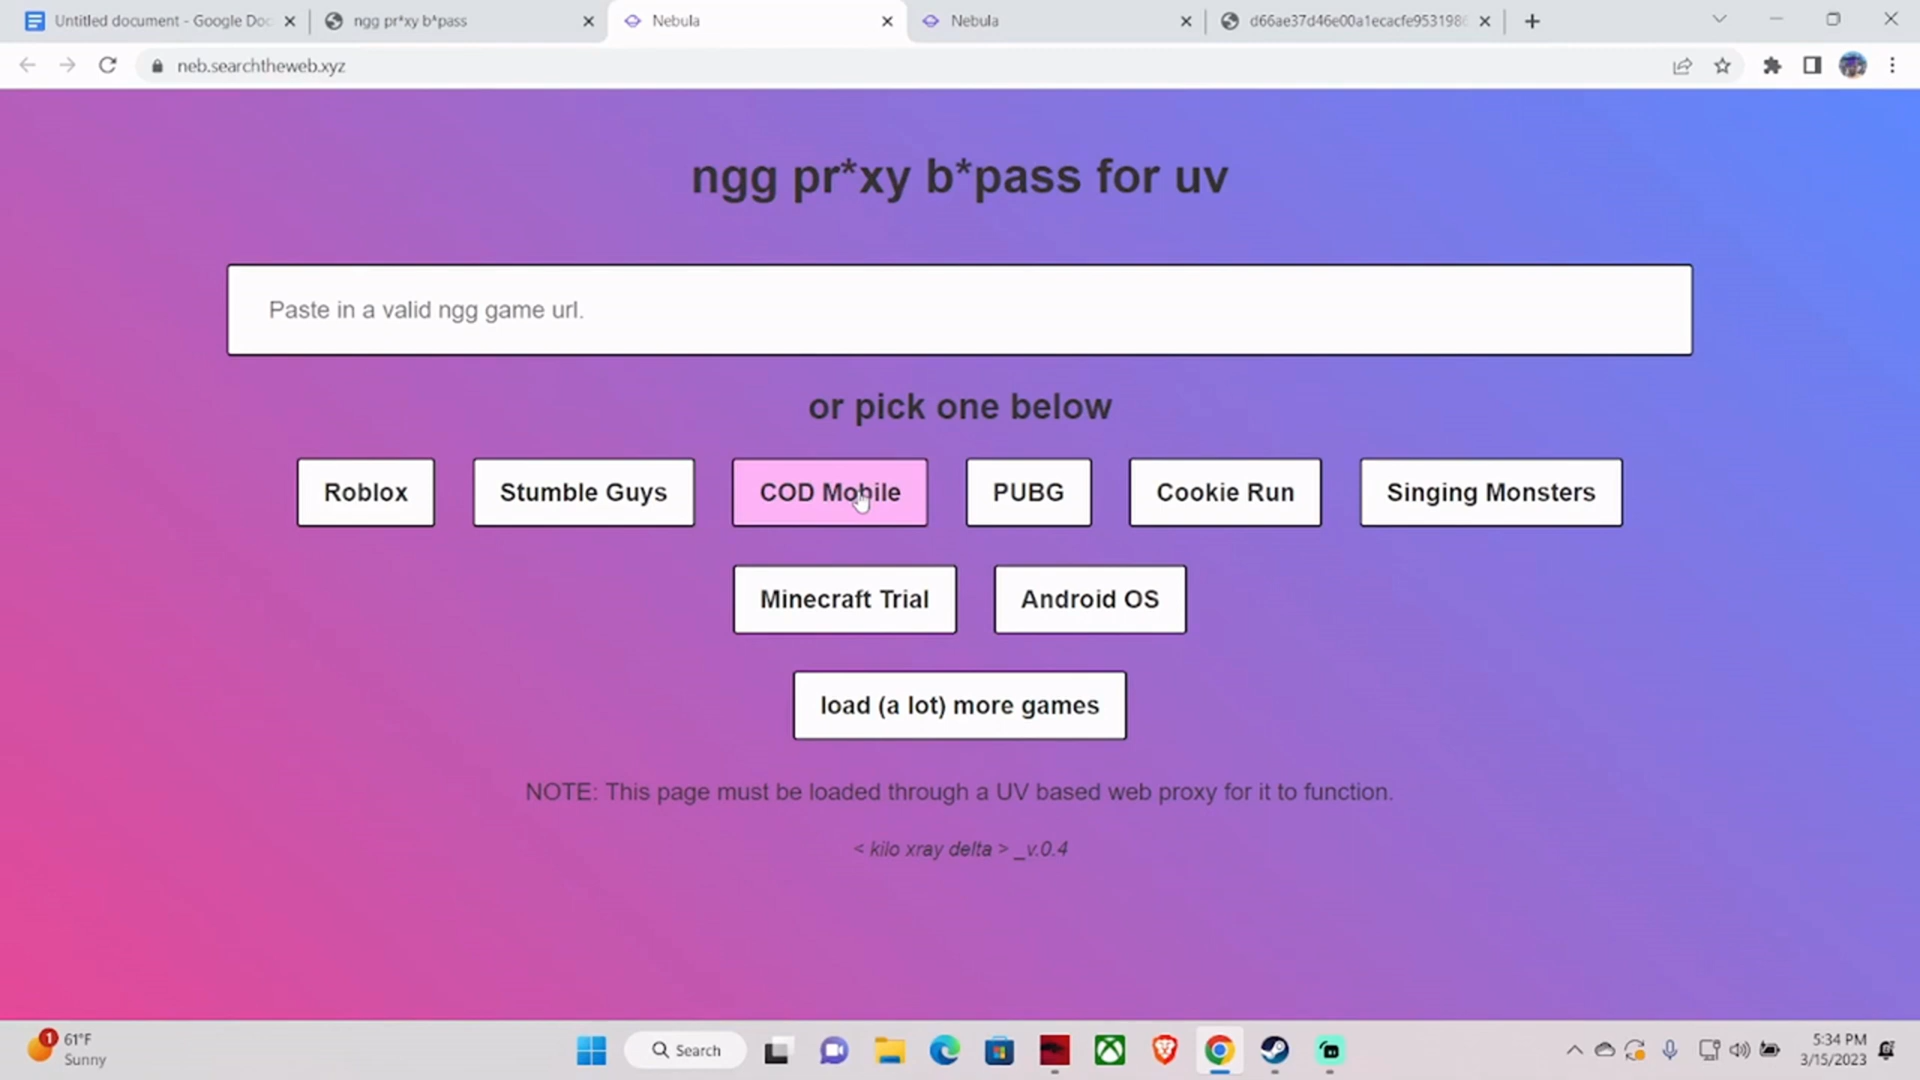 Untitled document - Google Doc
ngg pr*xy b*pass
Nebula
Nebula
d66ae37d46e00a1ecacfe953198
neb.searchtheweb.xyz
ngg pr*xy b*pass for uv
Paste in a valid ngg game url.
or pick one below
Roblox
Stumble Guys
COD Mobile
PUBG
Cookie Run
Singing Monsters
Minecraft Trial
Android OS
load (a lot) more games
NOTE: This page must be loaded through a UV based web proxy for it to function.
< kilo xray delta > _v.0.4
1
61°F
Sunny
Search
5:34 PM
3/15/2023